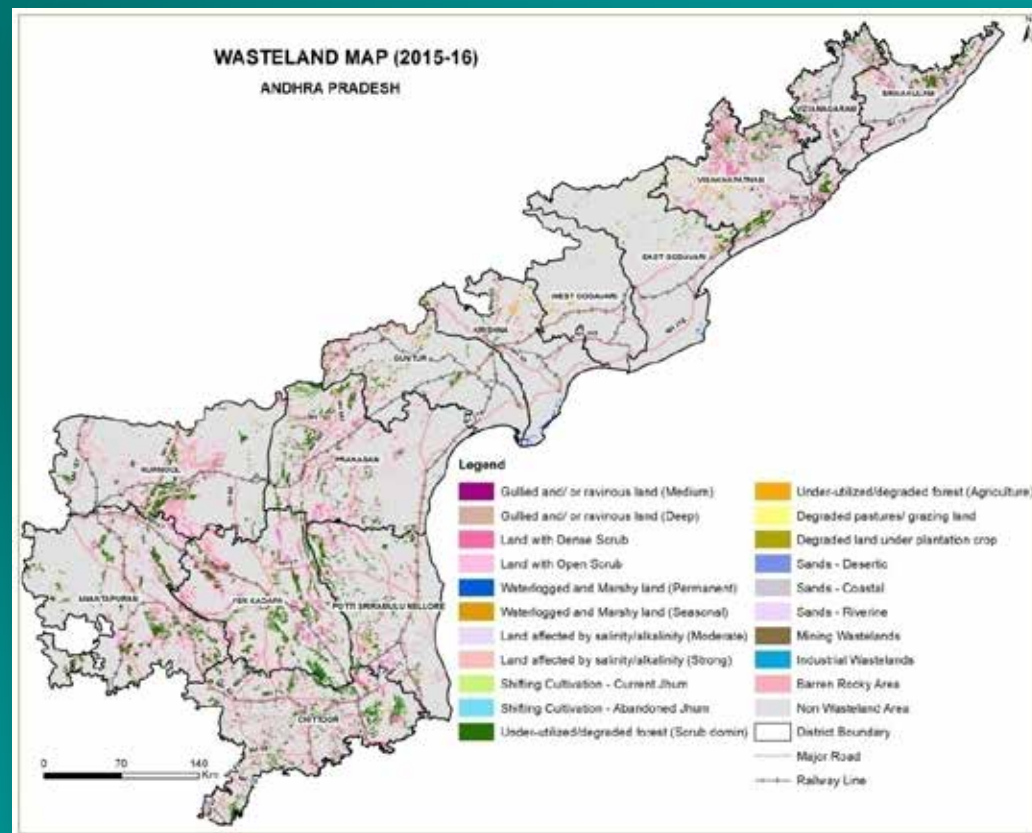 WASTELAND MAP (2015-16)
ANDHRA PRADESH
SRIKAKULAM
VIZIANAGARAM
VISAKHAPATNAM
EAST GODAVARI
WEST GODAVARI
KRISHNA
GUNTUR
PRAKASAM
KURNOOL
ANANTAPURAM
YSR KADAPA
POTTI SRIRAMULU NELLORE
CHITTOOR
Legend
Gullied and/ or ravinous land (Medium)
Gullied and/ or ravinous land (Deep)
Land with Dense Scrub
Land with Open Scrub
Waterlogged and Marshy land (Permanent)
Waterlogged and Marshy land (Seasonal)
Land affected by salinity/alkalinity (Moderate)
Land affected by salinity/alkalinity (Strong)
Shifting Cultivation - Current Jhum
Shifting Cultivation - Abandoned Jhum
Under-utilized/degraded forest (Scrub domin)
Under-utilized/degraded forest (Agriculture)
Degraded pastures/ grazing land
Degraded land under plantation crop
Sands - Desertic
Sands - Coastal
Sands - Riverine
Mining Wastelands
Industrial Wastelands
Barren Rocky Area
Non Wasteland Area
District Boundary
Major Road
Railway Line
0 70 140
Km